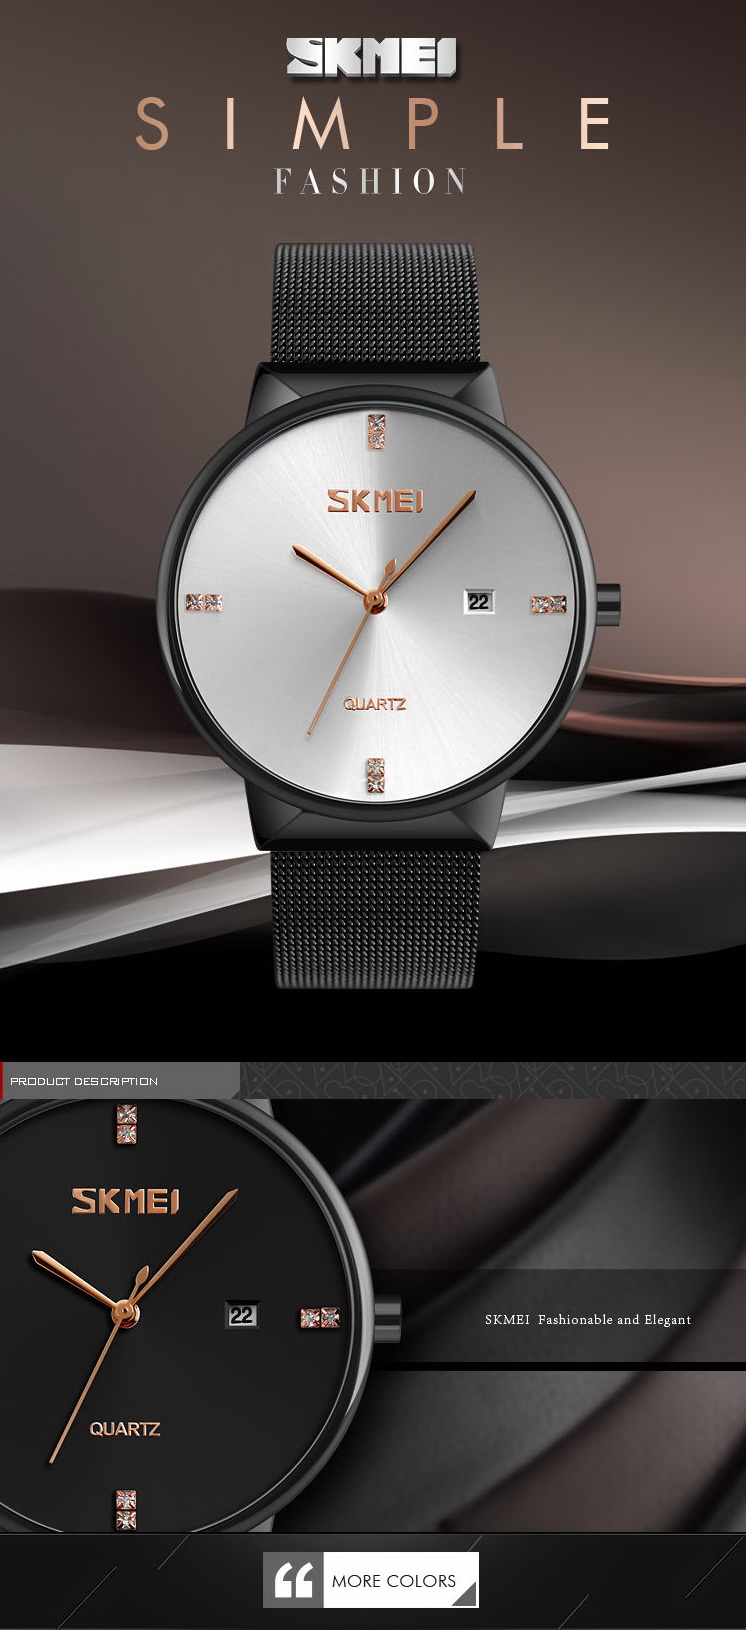 SKMEI
SIMPLE
FASHION
SKMEI
22
QUARTZ
PRODUCT DESCRIPTION
SKMEI
22
SKMEI Fashionable and Elegant
QUARTZ
MORE COLORS